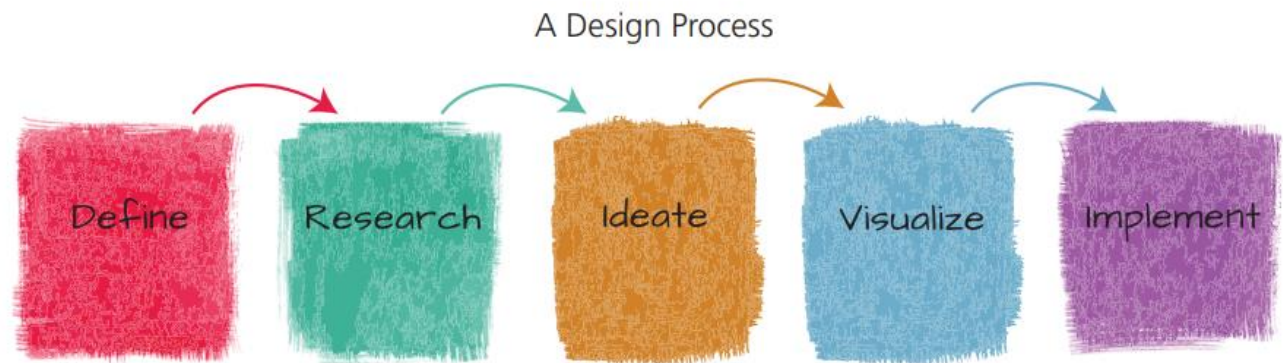 A Design Process
Define
Research
Ideate
Visualize
Implement